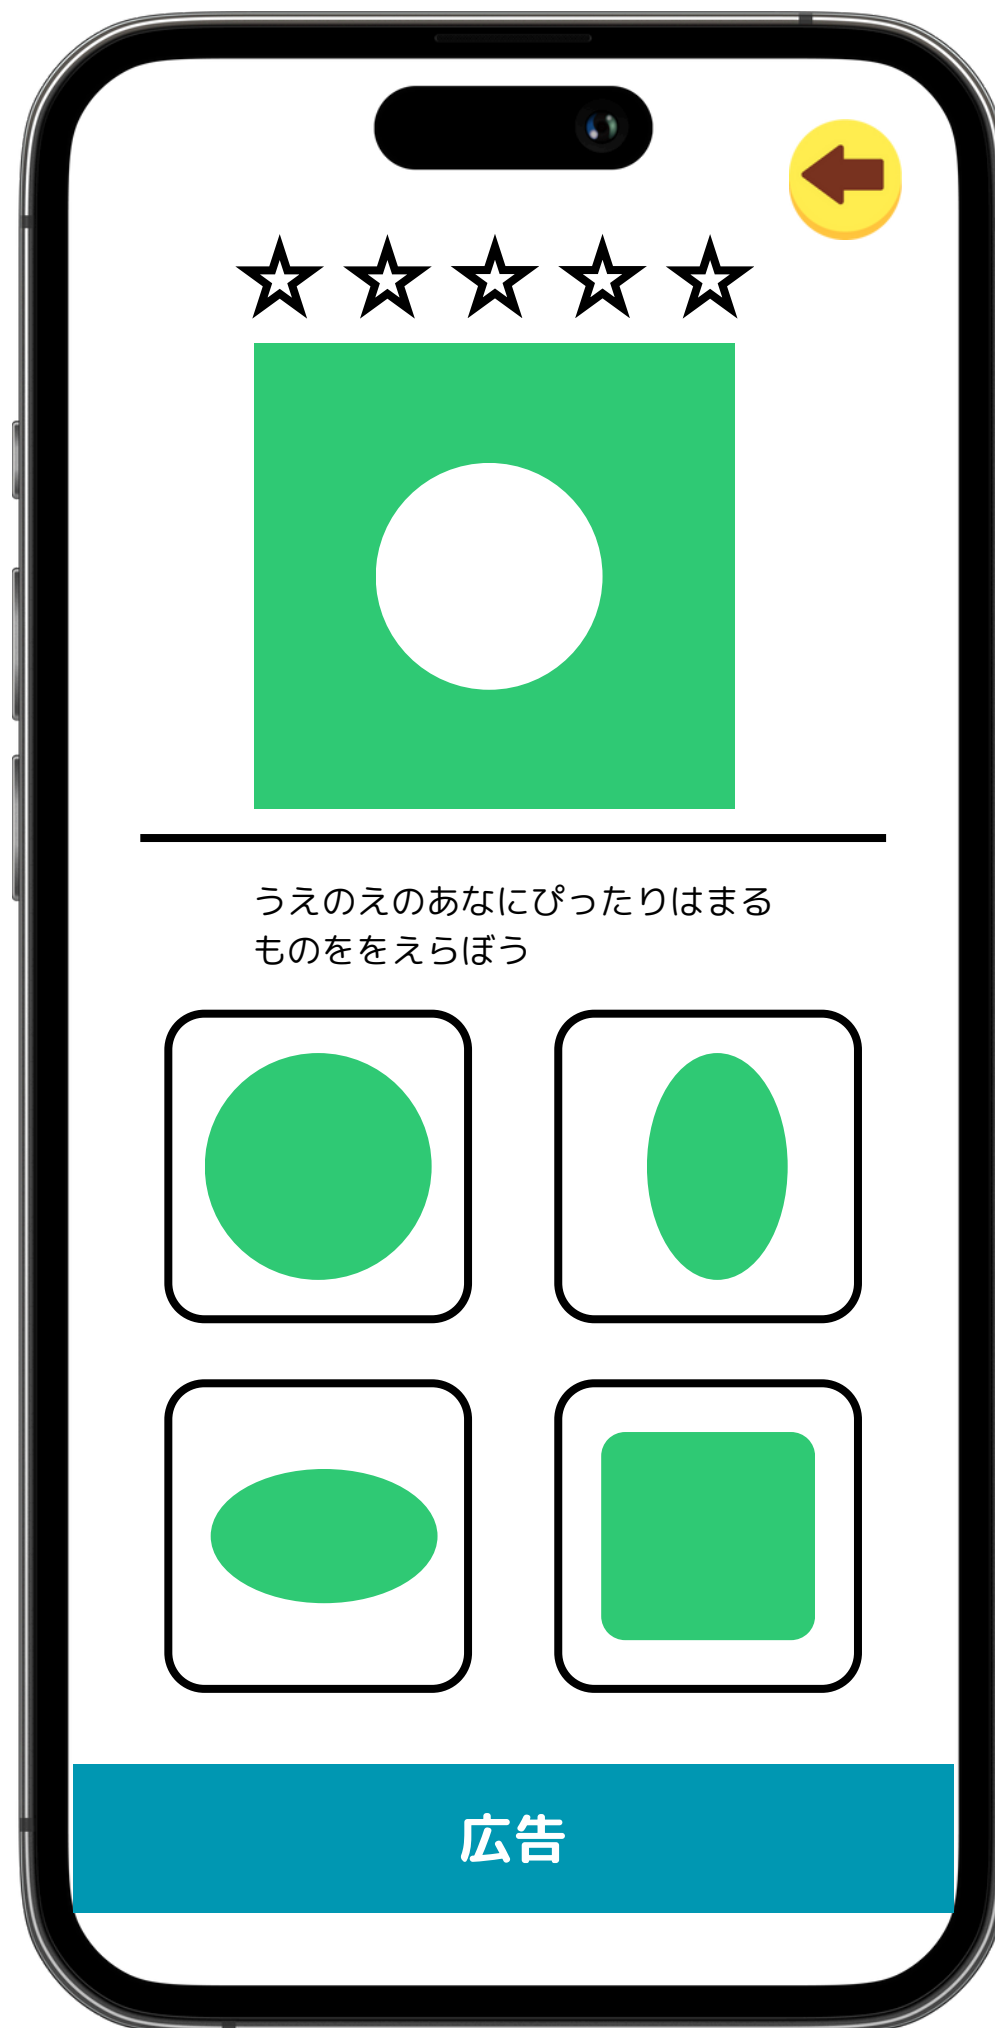 うえのえのあなにぴったりはまる
ものををえらぼう
広告